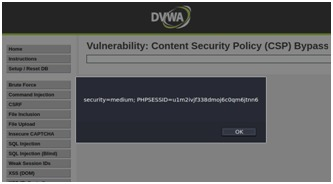 DVWA
Vulnerability: Content Security Policy (CSP) Bypass
Home
Instructions
Setup / Reset DB
Brute Force
Command Injection
CSRF
File Inclusion
File Upload
Insecure CAPTCHA
SQL Injection
SQL Injection (Blind)
Weak Session IDs
XSS (DOM)
security=medium; PHPSESSID=u1m2ivjf338dmoj6c0qm6jtnn6
OK